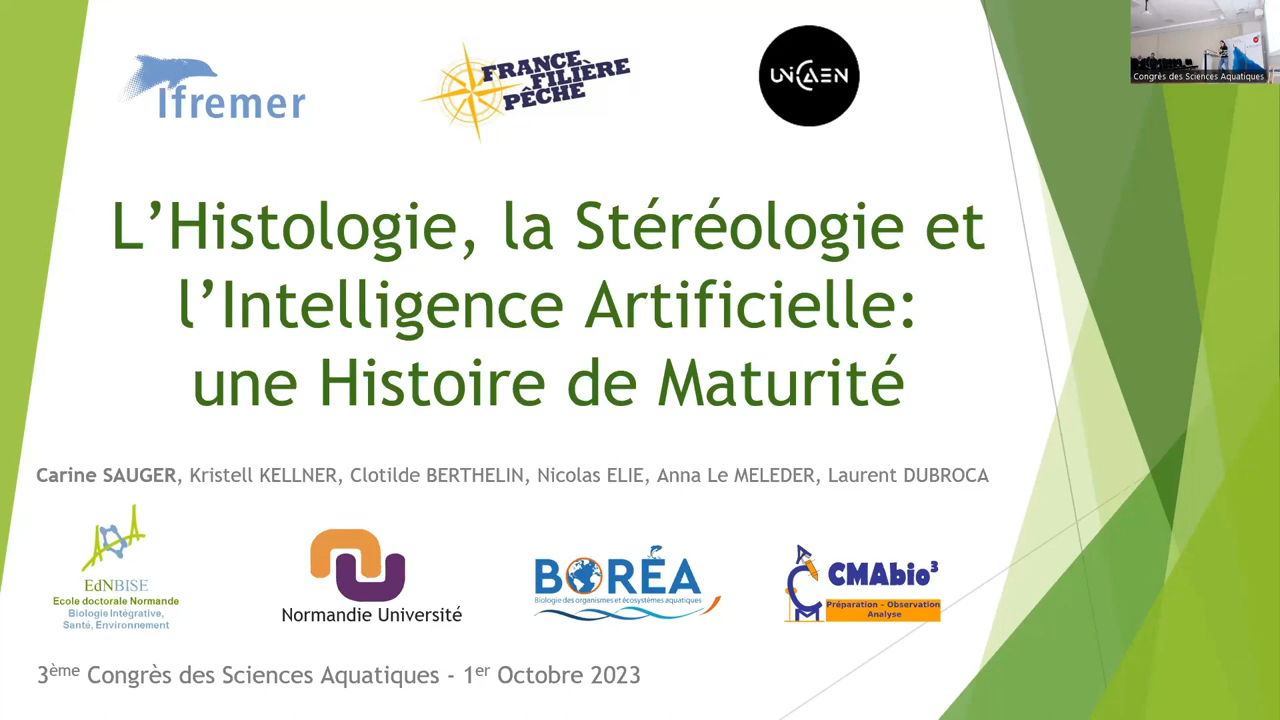 Ifremer
FRANCE
FILIÈRE
PÊCHE
UNICAEN
Congrès des Sciences Aquatiques
L’Histologie, la Stéréologie et
l’Intelligence Artificielle:
une Histoire de Maturité
Carine SAUGER, Kristell KELLNER, Clotilde BERTHELIN, Nicolas ELIE, Anna Le MELEDER, Laurent DUBROCA
EdNBISE
Ecole doctorale Normande
Biologie Intégrative,
Santé, Environnement
Normandie Université
BORÉA
Biologie des organismes et écosystèmes aquatiques
CMAbio³
Préparation - Observation
Analyse
3ème Congrès des Sciences Aquatiques - 1er Octobre 2023